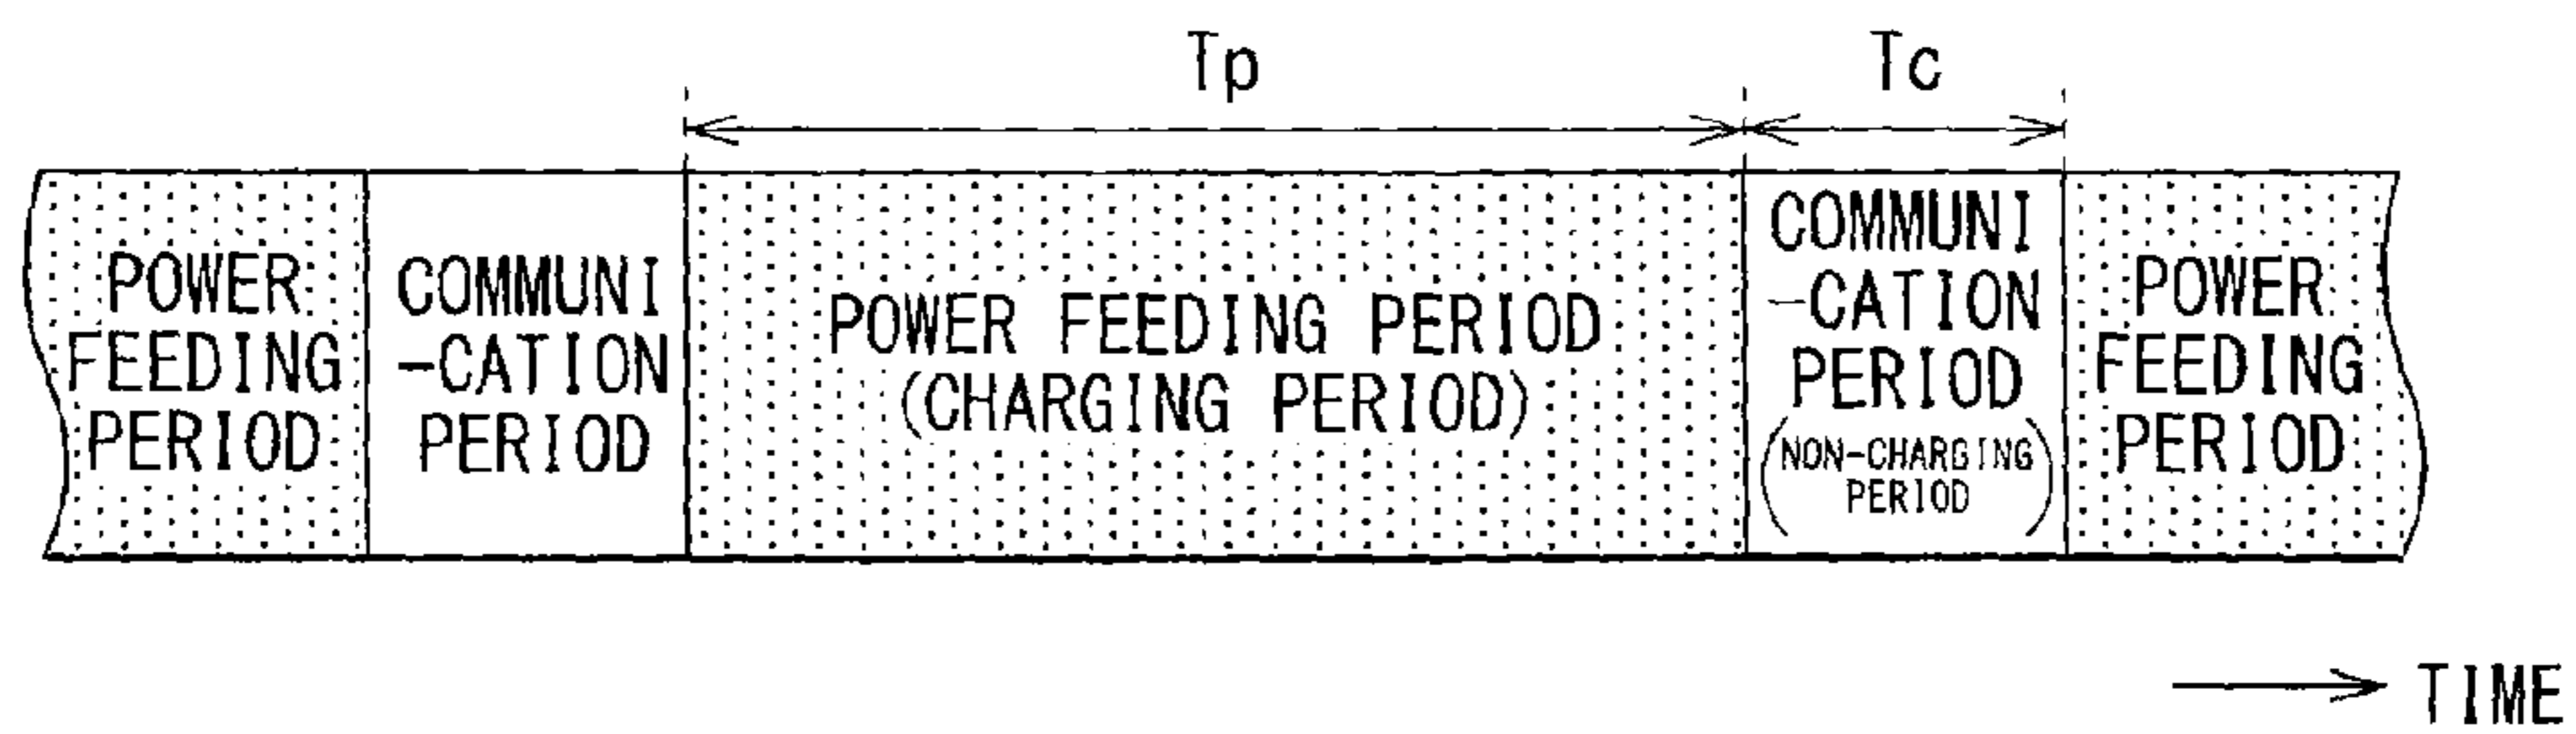 Tp
Tc
POWER
FEEDING
PERIOD
COMMUNI
-CATION
PERIOD
POWER FEEDING PERIOD
(CHARGING PERIOD)
COMMUNI
-CATION
PERIOD
(NON-CHARGING
PERIOD)
POWER
FEEDING
PERIOD
TIME